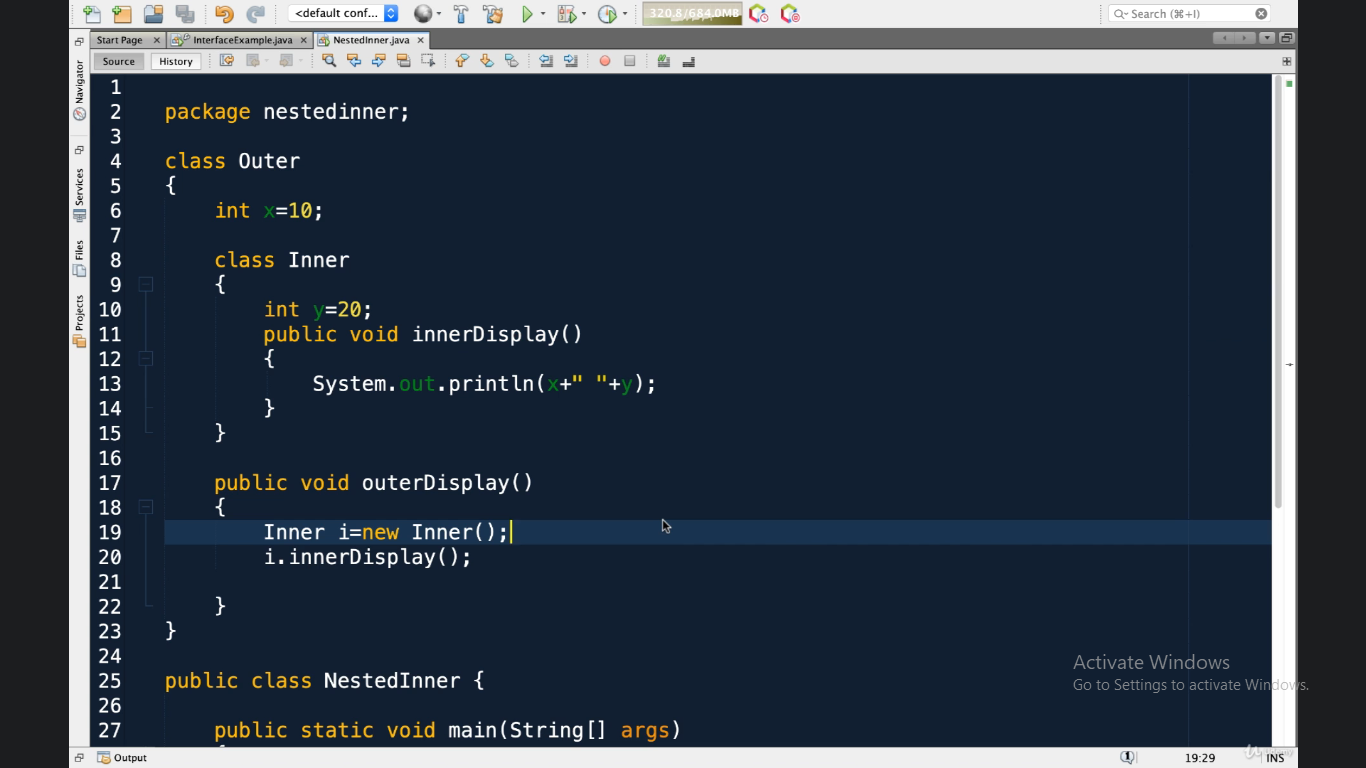 <default conf...
320.8/684.0MB
Search (⌘+I)
Start Page
InterfaceExample.java
NestedInner.java
Source
History
Navigator
Services
Files
Projects
1
2 package nestedinner;
3
4 class Outer
5 {
6 int x=10;
7
8 class Inner
9 {
10 int y=20;
11 public void innerDisplay()
12 {
13 System.out.println(x+" "+y);
14 }
15 }
16
17 public void outerDisplay()
18 {
19 Inner i=new Inner();
20 i.innerDisplay();
21
22 }
23 }
24
25 public class NestedInner {
26
27 public static void main(String[] args)
Activate Windows
Go to Settings to activate Windows.
Output
1
19:29
INS